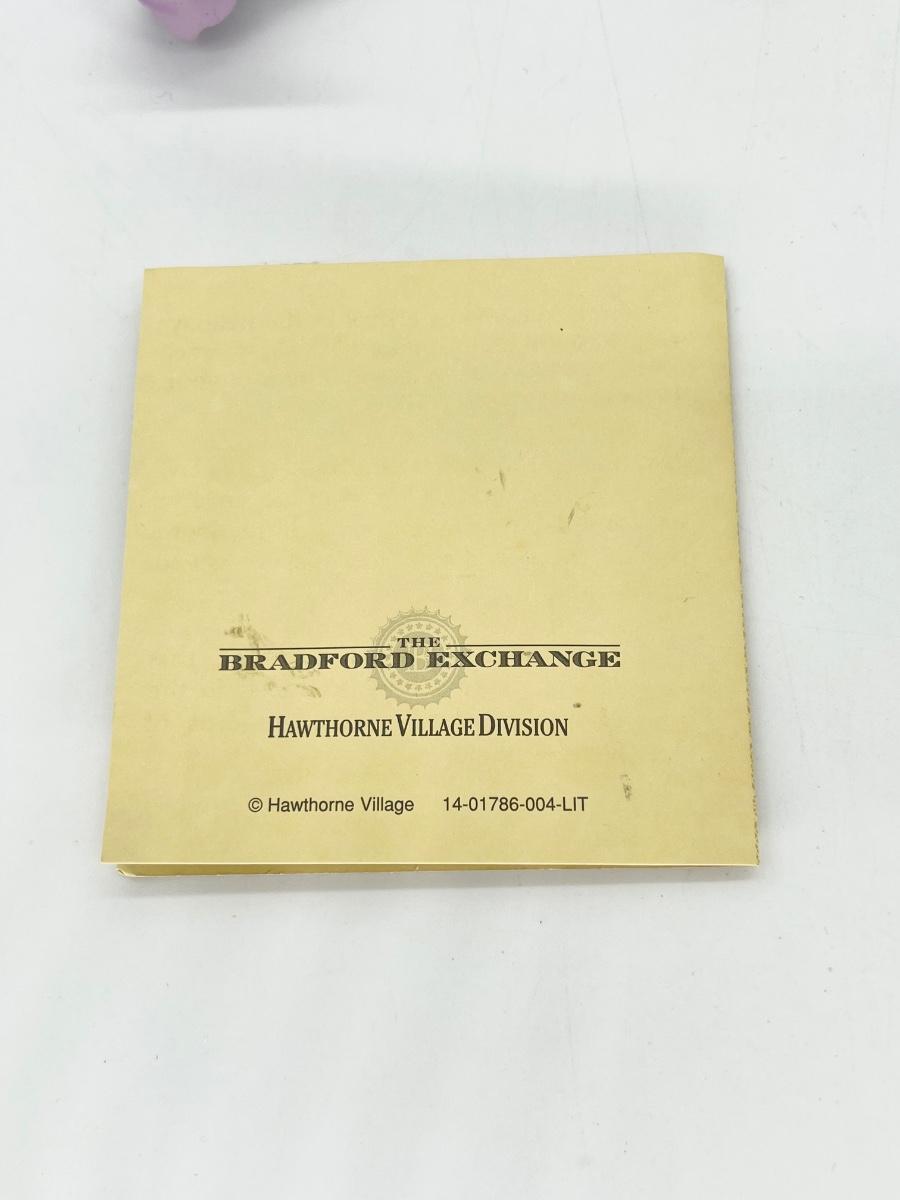 THE
BRADFORD EXCHANGE
HAWTHORNE VILLAGE DIVISION
© Hawthorne Village 14-01786-004-LIT